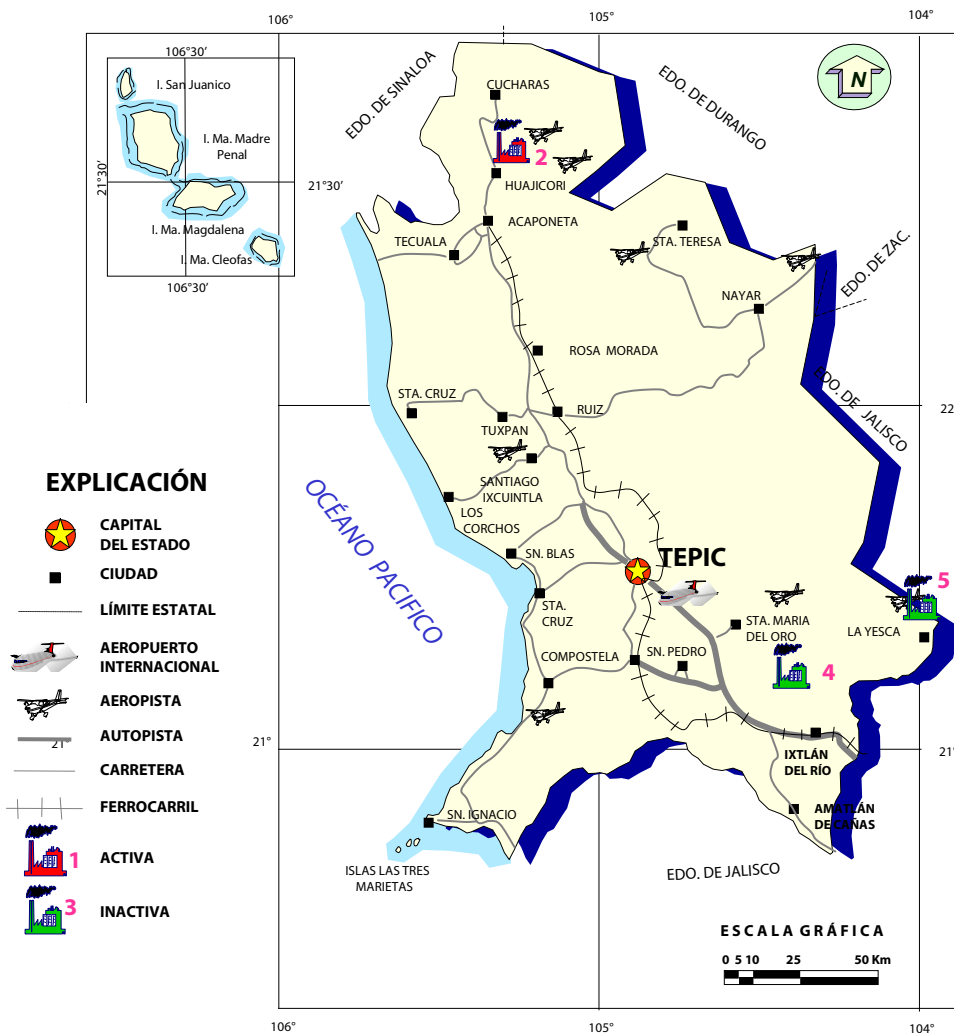 106°
105°
104°
106°30’
I. San Juanico
I. Ma. Madre
Penal
21°30’
21°30’
I. Ma. Magdalena
I. Ma. Cleofas
106°30’
EDO. DE SINALOA
EDO. DE DURANGO
N
CUCHARAS
2
HUAJICORI
ACAPONETA
TECUALA
STA. TERESA
EDO. DE ZAC.
NAYAR
ROSA MORADA
EDO. DE JALISCO
STA. CRUZ
RUIZ
22
TUXPAN
SANTIAGO
IXCUINTLA
LOS
CORCHOS
OCÉANO PACIFICO
SN. BLAS
TEPIC
5
STA.
CRUZ
STA. MARIA
DEL ORO
LA YESCA
COMPOSTELA
SN. PEDRO
4
21°
21°
IXTLÁN
DEL RÍO
AMATLÁN
DE CAÑAS
SN. IGNACIO
ISLAS LAS TRES
MARIETAS
EDO. DE JALISCO
EXPLICACIÓN
CAPITAL
DEL ESTADO
CIUDAD
LÍMITE ESTATAL
AEROPUERTO
INTERNACIONAL
AEROPISTA
AUTOPISTA
21°
CARRETERA
FERROCARRIL
1
ACTIVA
3
INACTIVA
ESCALA GRÁFICA
0 5 10 25 50 Km
106°
105°
104°